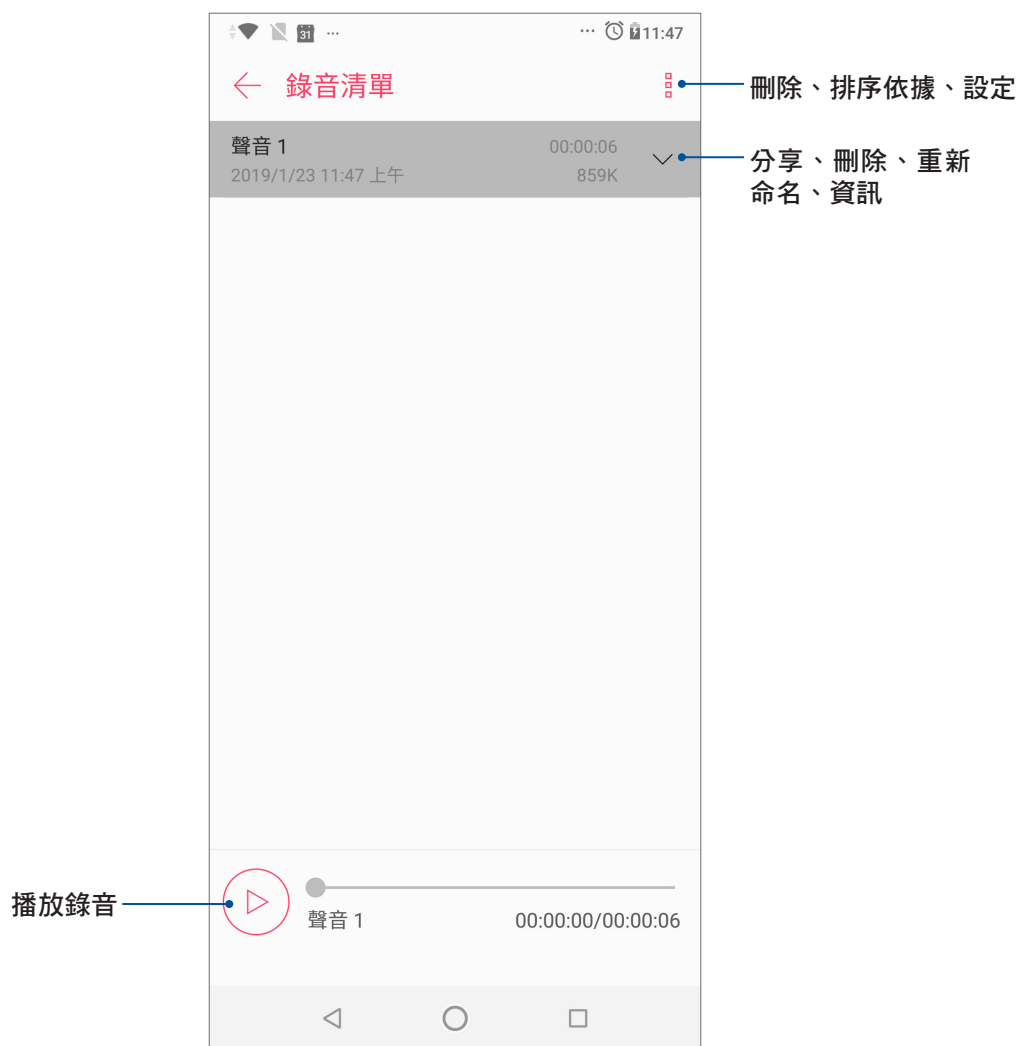 31 ... ... 11:47
錄音清單
刪除、排序依據、設定
聲音 1 00:00:06
2019/1/23 11:47 上午 859K
分享、刪除、重新
命名、資訊
播放錄音
聲音 1 00:00:00/00:00:06